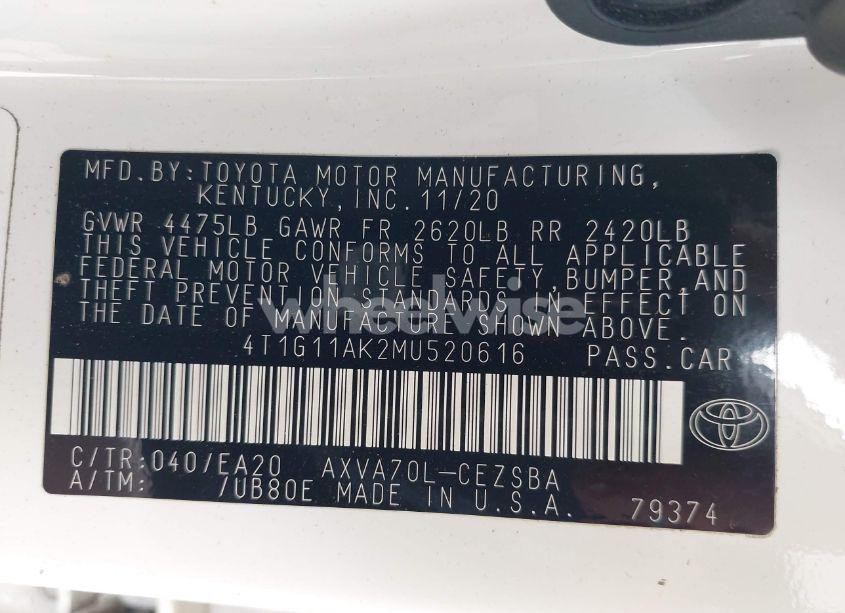 MFD.BY:TOYOTA MOTOR MANUFACTURING,
KENTUCKY,INC.11/20
GVWR 4475LB GAWR FR 2620LB RR 2420LB
THIS VEHICLE CONFORMS TO ALL APPLICABLE
FEDERAL MOTOR VEHICLE SAFETY,BUMPER,AND
THEFT PREVENTION STANDARDS IN EFFECT ON
THE DATE OF MANUFACTURE SHOWN ABOVE.
wheelwise
4T1G11AK2MU520616 PASS.CAR
C/TR:040/EA20 AXVA70L-CEZSBA
A/TM: /UB80E MADE IN U.S.A. 79374